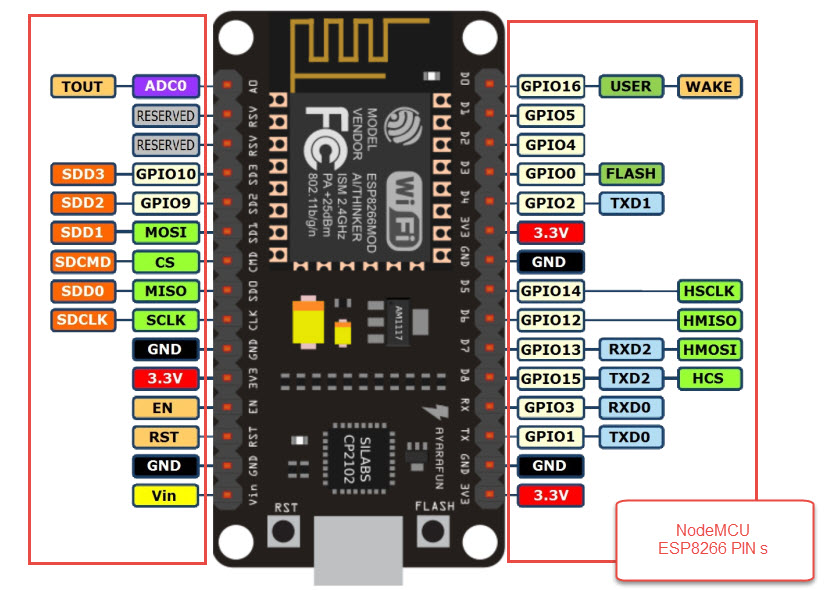 TOUT ADC0 A0
RESERVED RSV
RESERVED RSV
SDD3 GPIO10 SD3
SDD2 GPIO9 SD2
SDD1 MOSI SD1
SDCMD CS CMD
SDD0 MISO SD0
SDCLK SCLK CLK
GND GND
3.3V 3V3
EN EN
RST RST
GND GND
Vin Vin
MODEL
VENDOR
ESP8266MOD
AI/THINKER
ISM 2.4GHz
PA +25dBm
802.11b/g/n
FC
Wi Fi
AM1117
SILABS
CP2102
AYARAFUN
RST
FLASH
D0 GPIO16 USER WAKE
D1 GPIO5
D2 GPIO4
D3 GPIO0 FLASH
D4 GPIO2 TXD1
3V3 3.3V
GND GND
D5 GPIO14 HSCLK
D6 GPIO12 HMISO
D7 GPIO13 RXD2 HMOSI
D8 GPIO15 TXD2 HCS
RX GPIO3 RXD0
TX GPIO1 TXD0
GND GND
3V3 3.3V
NodeMCU
ESP8266 PIN s